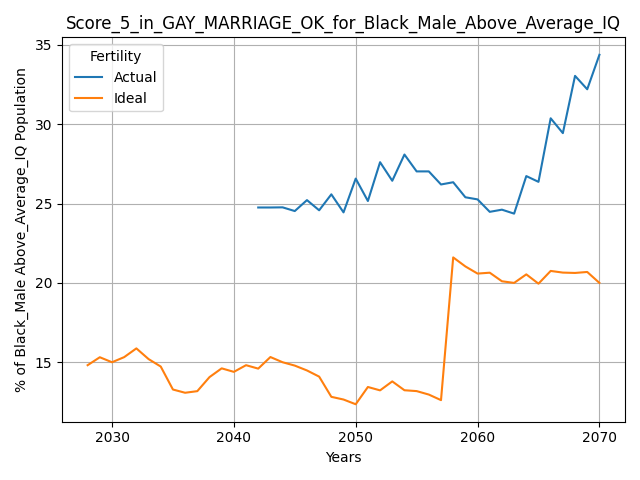 Score_5_in_GAY_MARRIAGE_OK_for_Black_Male_Above_Average_IQ
Fertility
Actual
Ideal
% of Black_Male Above_Average_IQ Population
35
30
25
20
15
2030
2040
2050
2060
2070
Years